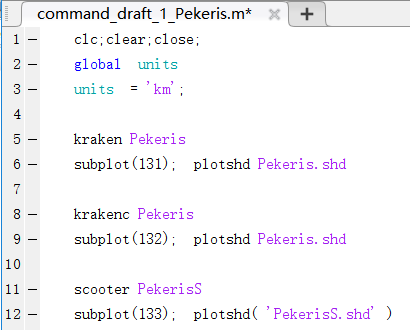 command_draft_1_Pekeris.m*
1 — clc;clear;close;
2 — global units
3 — units = 'km';
4
5 — kraken Pekeris
6 — subplot(131); plotshd Pekeris.shd
7
8 — krakenc Pekeris
9 — subplot(132); plotshd Pekeris.shd
10
11 — scooter PekerisS
12 — subplot(133); plotshd( 'PekerisS.shd' )